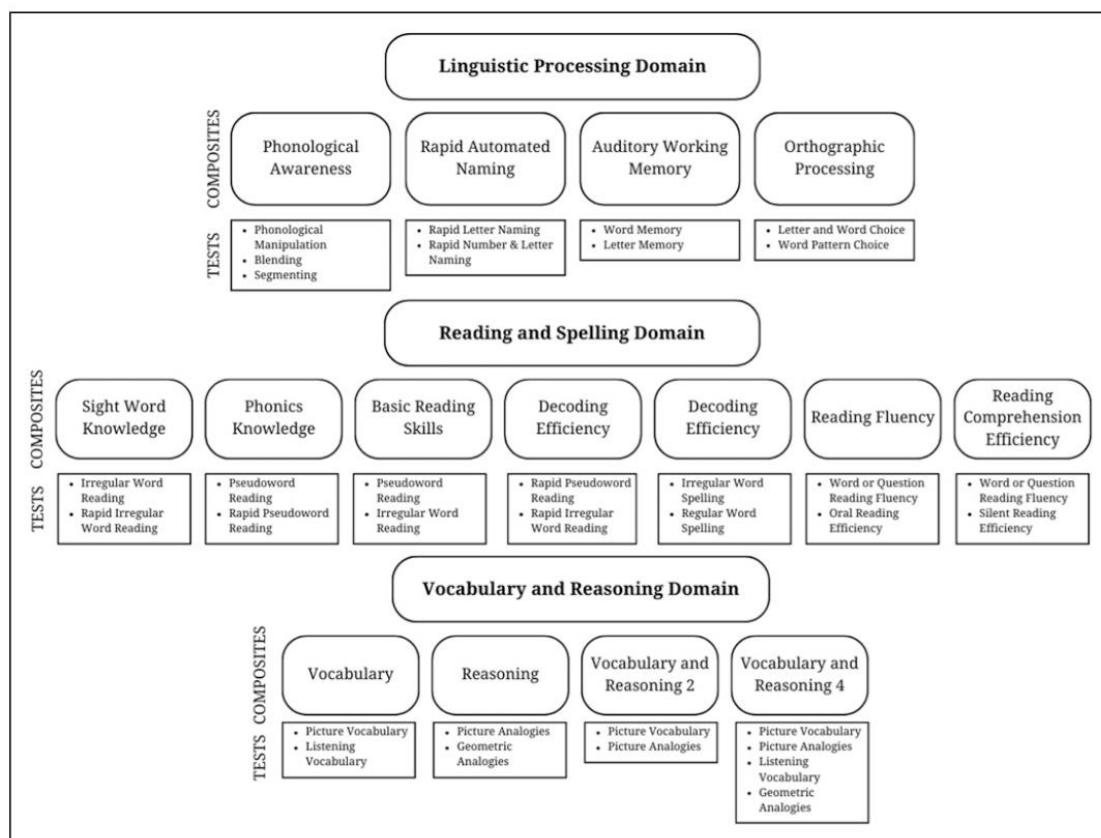 Linguistic Processing Domain
COMPOSITES
Phonological
Awareness
Rapid Automated
Naming
Auditory Working
Memory
Orthographic
Processing
TESTS
• Phonological
Manipulation
• Blending
• Segmenting
• Rapid Letter Naming
• Rapid Number & Letter
Naming
• Word Memory
• Letter Memory
• Letter and Word Choice
• Word Pattern Choice
Reading and Spelling Domain
COMPOSITES
Sight Word
Knowledge
Phonics
Knowledge
Basic Reading
Skills
Decoding
Efficiency
Decoding
Efficiency
Reading Fluency
Reading
Comprehension
Efficiency
TESTS
• Irregular Word
Reading
• Rapid Irregular
Word Reading
• Pseudoword
Reading
• Rapid Pseudoword
Reading
• Pseudoword
Reading
• Irregular Word
Reading
• Rapid Pseudoword
Reading
• Rapid Irregular
Word Reading
• Irregular Word
Spelling
• Regular Word
Spelling
• Word or Question
Reading Fluency
• Oral Reading
Efficiency
• Word or Question
Reading Fluency
• Silent Reading
Efficiency
Vocabulary and Reasoning Domain
COMPOSITES
Vocabulary
Reasoning
Vocabulary and
Reasoning 2
Vocabulary and
Reasoning 4
TESTS
• Picture Vocabulary
• Listening
Vocabulary
• Picture Analogies
• Geometric
Analogies
• Picture Vocabulary
• Picture Analogies
• Picture Vocabulary
• Picture Analogies
• Listening
Vocabulary
• Geometric
Analogies